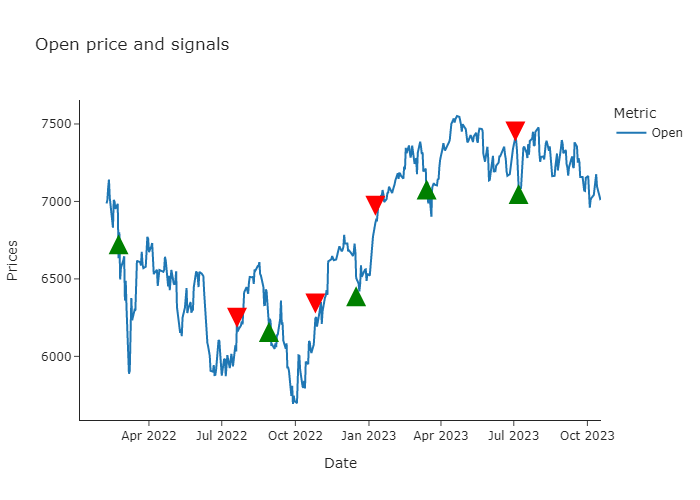 Open price and signals
Metric
Open
7500
7000
6500
6000
Prices
Apr 2022
Jul 2022
Oct 2022
Jan 2023
Apr 2023
Jul 2023
Oct 2023
Date